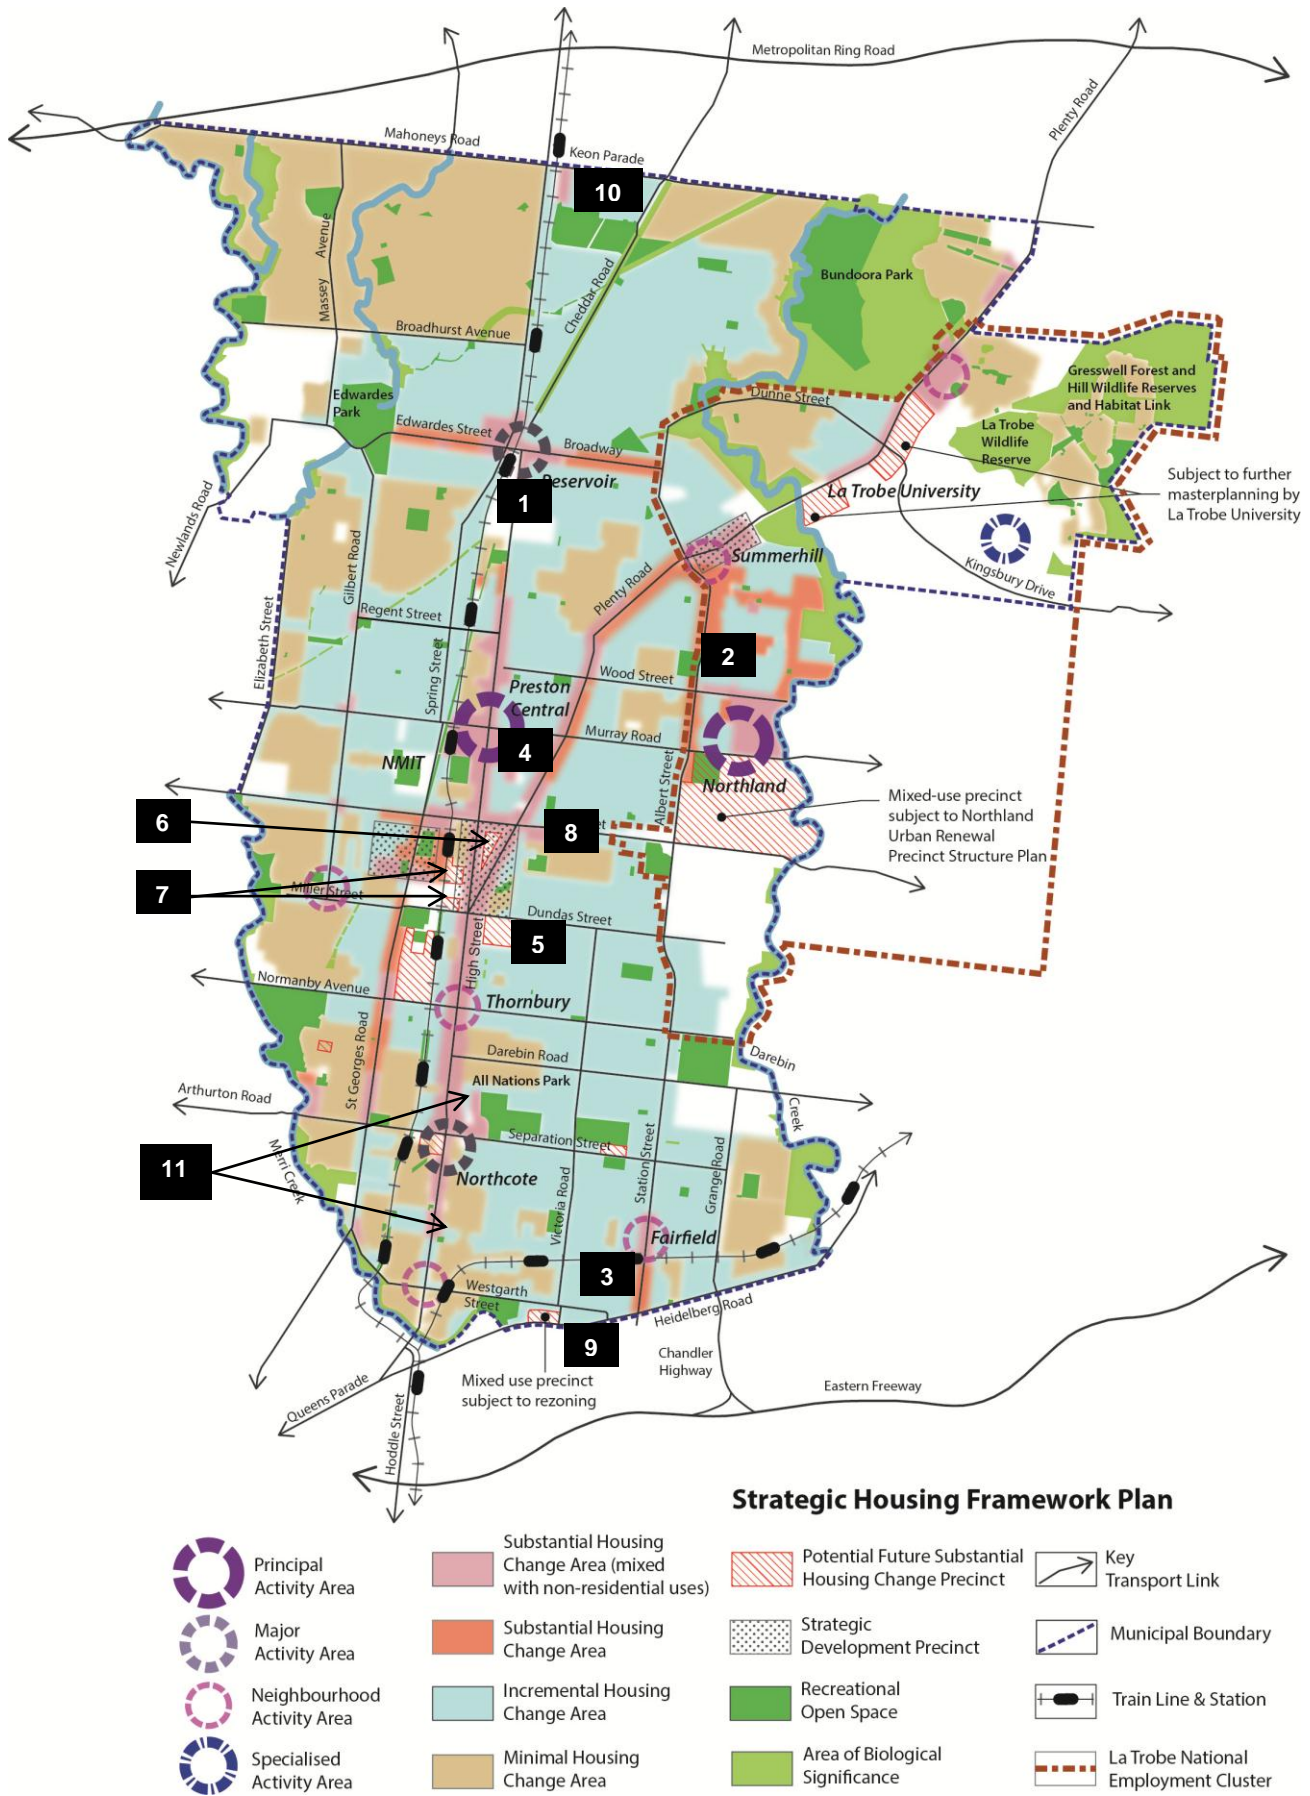 Metropolitan Ring Road
Plenty Road
Mahoneys Road
Keon Parade
10
Massey Avenue
Cheddar Road
Bundoora Park
Broadhurst Avenue
Gresswell Forest and
Hill Wildlife Reserves
and Habitat Link
Edwardes
Park
Dunne Street
Edwardes Street
Broadway
La Trobe
Wildlife
Reserve
Reservoir
La Trobe University
Subject to further
masterplanning by
La Trobe University
1
Newlands Road
Gilbert Road
Summerhill
Plenty Road
Kingsbury Drive
Elizabeth Street
Regent Street
Spring Street
2
Wood Street
Preston
Central
Murray Road
4
NMIT
Albert Street
Northland
Mixed-use precinct
subject to Northland
Urban Renewal
Precinct Structure Plan
6
8
7
Miller Street
Dundas Street
5
High Street
Normanby Avenue
Thornbury
St Georges Road
Darebin Road
Darebin
Creek
All Nations Park
Arthurton Road
Separation Street
Station Street
Grange Road
11
Merri Creek
Northcote
Victoria Road
Fairfield
3
Westgarth
Street
Heidelberg Road
9
Chandler
Highway
Mixed use precinct
subject to rezoning
Queens Parade
Hoddle Street
Eastern Freeway
Strategic Housing Framework Plan
Principal
Activity Area
Major
Activity Area
Neighbourhood
Activity Area
Specialised
Activity Area
Substantial Housing
Change Area (mixed
with non-residential uses)
Substantial Housing
Change Area
Incremental Housing
Change Area
Minimal Housing
Change Area
Potential Future Substantial
Housing Change Precinct
Strategic
Development Precinct
Recreational
Open Space
Area of Biological
Significance
Key
Transport Link
Municipal Boundary
Train Line & Station
La Trobe National
Employment Cluster